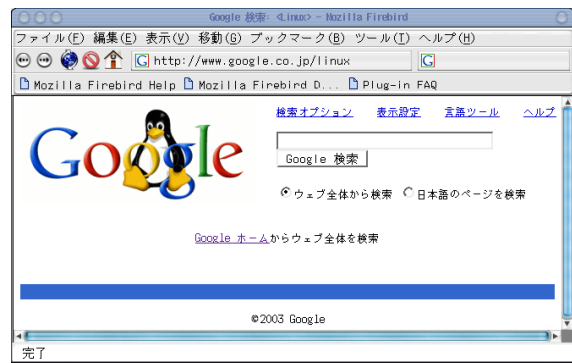 Google 検索: <Linux> - Mozilla Firebird
ファイル(F) 編集(E) 表示(V) 移動(G) ブックマーク(B) ツール(T) ヘルプ(H)
G http://www.google.co.jp/linux G
Mozilla Firebird Help Mozilla Firebird D... Plug-in FAQ
検索オプション 表示設定 言語ツール ヘルプ
Google
Google 検索
ウェブ全体から検索 日本語のページを検索
Google ホームからウェブ全体を検索
©2003 Google
完了